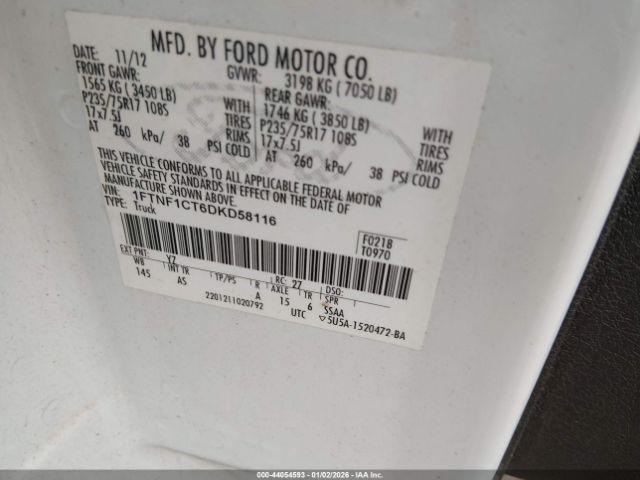 MFD. BY FORD MOTOR CO.
DATE: 11/12 GVWR: 3198 KG ( 7050 LB)
FRONT GAWR: REAR GAWR:
1565 KG ( 3450 LB) WITH 1746 KG ( 3850 LB) WITH
P235/75R17 108S TIRES P235/75R17 108S TIRES
17x7.5J RIMS 17x7.5J RIMS
AT 260 kPa/ 38 PSI COLD AT 260 kPa/ 38 PSI COLD
THIS VEHICLE CONFORMS TO ALL APPLICABLE FEDERAL MOTOR
VEHICLE SAFETY STANDARDS IN EFFECT ON THE DATE OF
MANUFACTURE SHOWN ABOVE.
VIN: 1FTNF1CT6DKD58116
TYPE: Truck
F0218
T0970
EXT PNT: YZ RC: 27 DSO:
WB INT TR TP/PS R AXLE TR SPR
145 AS A 15 6 SSAA
2201211020792 UTC ▽5U5A-1520472-BA
000-44054593 - 01/02/2026 - IAA Inc.